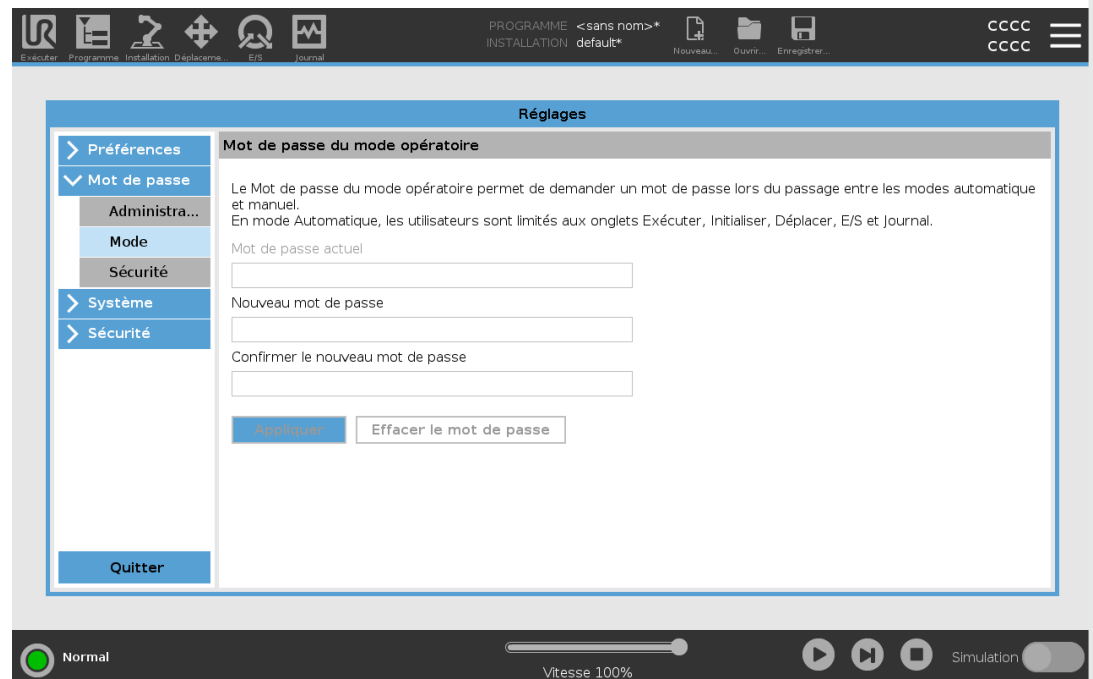 PROGRAMME <sans nom>*
INSTALLATION default*
CCCC
CCCC
Exécuter Programme Installation Déplaceme... E/S Journal
Nouveau... Ouvrir... Enregistrer...
Réglages
Préférences
Mot de passe
Administra...
Mode
Sécurité
Système
Sécurité
Quitter
Mot de passe du mode opératoire
Le Mot de passe du mode opératoire permet de demander un mot de passe lors du passage entre les modes automatique
et manuel.
En mode Automatique, les utilisateurs sont limités aux onglets Exécuter, Initialiser, Déplacer, E/S et Journal.
Mot de passe actuel
Nouveau mot de passe
Confirmer le nouveau mot de passe
Appliquer Effacer le mot de passe
Normal
Vitesse 100%
Simulation